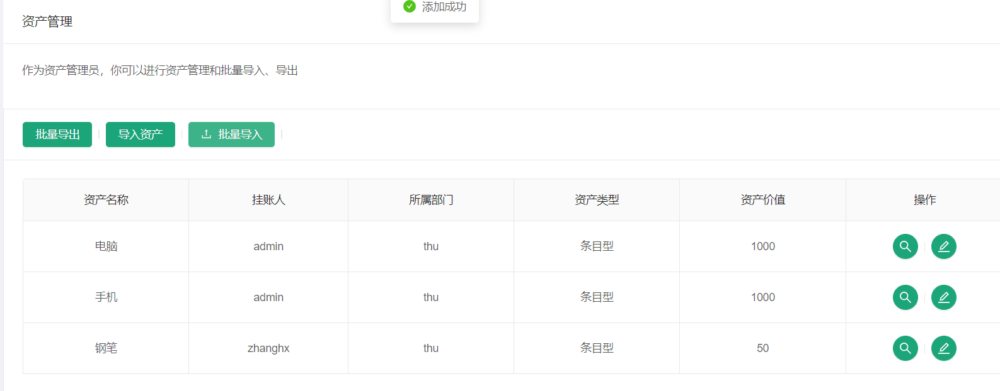 添加成功
资产管理
作为资产管理员，你可以进行资产管理和批量导入、导出
批量导出 导入资产 批量导入
资产名称 挂账人 所属部门 资产类型 资产价值 操作
电脑 admin thu 条目型 1000
手机 admin thu 条目型 1000
钢笔 zhanghx thu 条目型 50